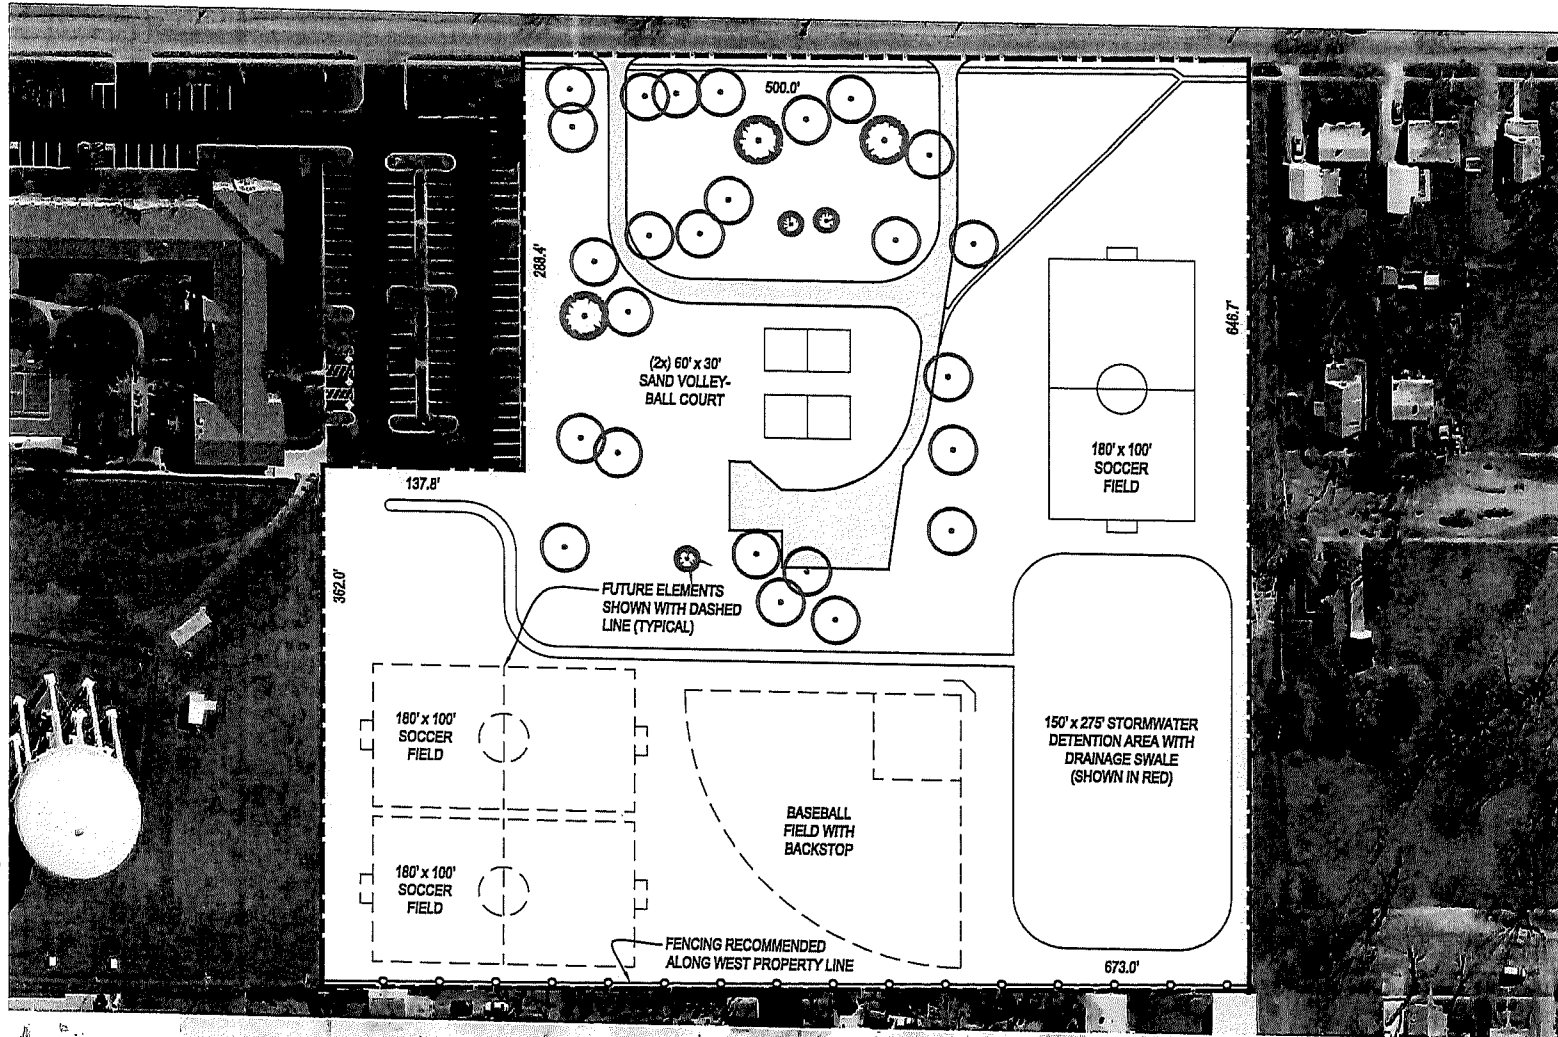 500.0'
288.4'
646.7'
(2x) 60' x 30'
SAND VOLLEY-
BALL COURT
180' x 100'
SOCCER
FIELD
137.8'
362.0'
FUTURE ELEMENTS
SHOWN WITH DASHED
LINE (TYPICAL)
180' x 100'
SOCCER
FIELD
150' x 275' STORMWATER
DETENTION AREA WITH
DRAINAGE SWALE
(SHOWN IN RED)
BASEBALL
FIELD WITH
BACKSTOP
180' x 100'
SOCCER
FIELD
FENCING RECOMMENDED
ALONG WEST PROPERTY LINE
673.0'